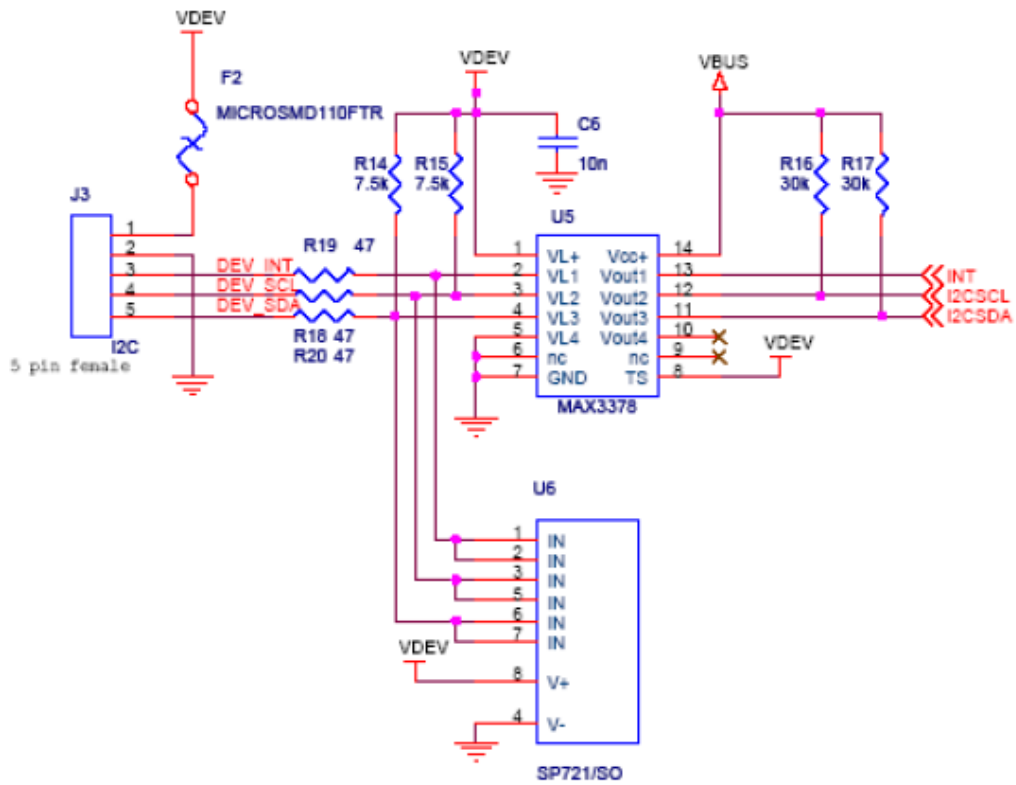 VDEV
F2
MICROSMD110FTR
VDEV
VBUS
C6
10n
R14
7.5k
R15
7.5k
R16
30k
R17
30k
J3
1
2
3
4
5
I2C
5 pin female
R19 47
DEV_INT
DEV_SCL
DEV_SDA
R18 47
R20 47
U5
1 VL+ Vcc+ 14
2 VL1 Vout1 13
3 VL2 Vout2 12
4 VL3 Vout3 11
5 VL4 Vout4 10
6 nc nc 9
7 GND TS 8
MAX3378
INT
I2CSCL
I2CSDA
VDEV
U6
1 IN
2 IN
3 IN
5 IN
6 IN
7 IN
VDEV
8 V+
4 V-
SP721/SO